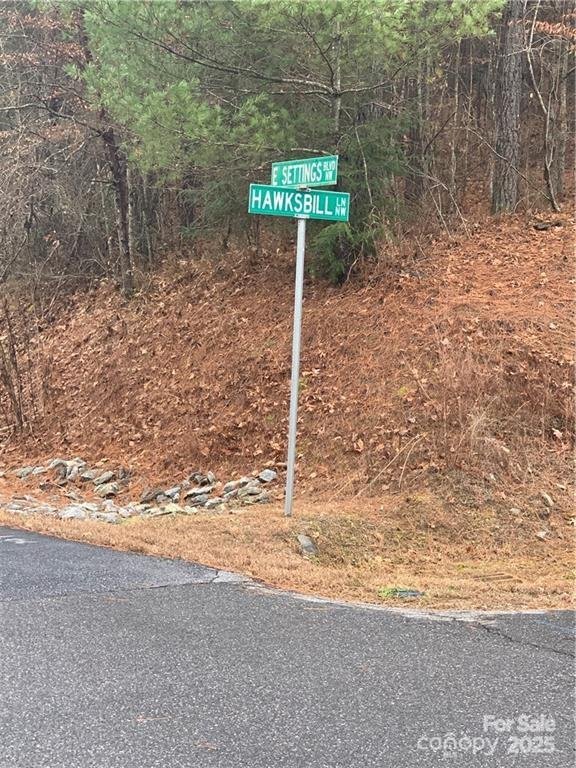 E SETTINGS BLVD NW
HAWKSBILL LN NW
For Sale
canopy 2025